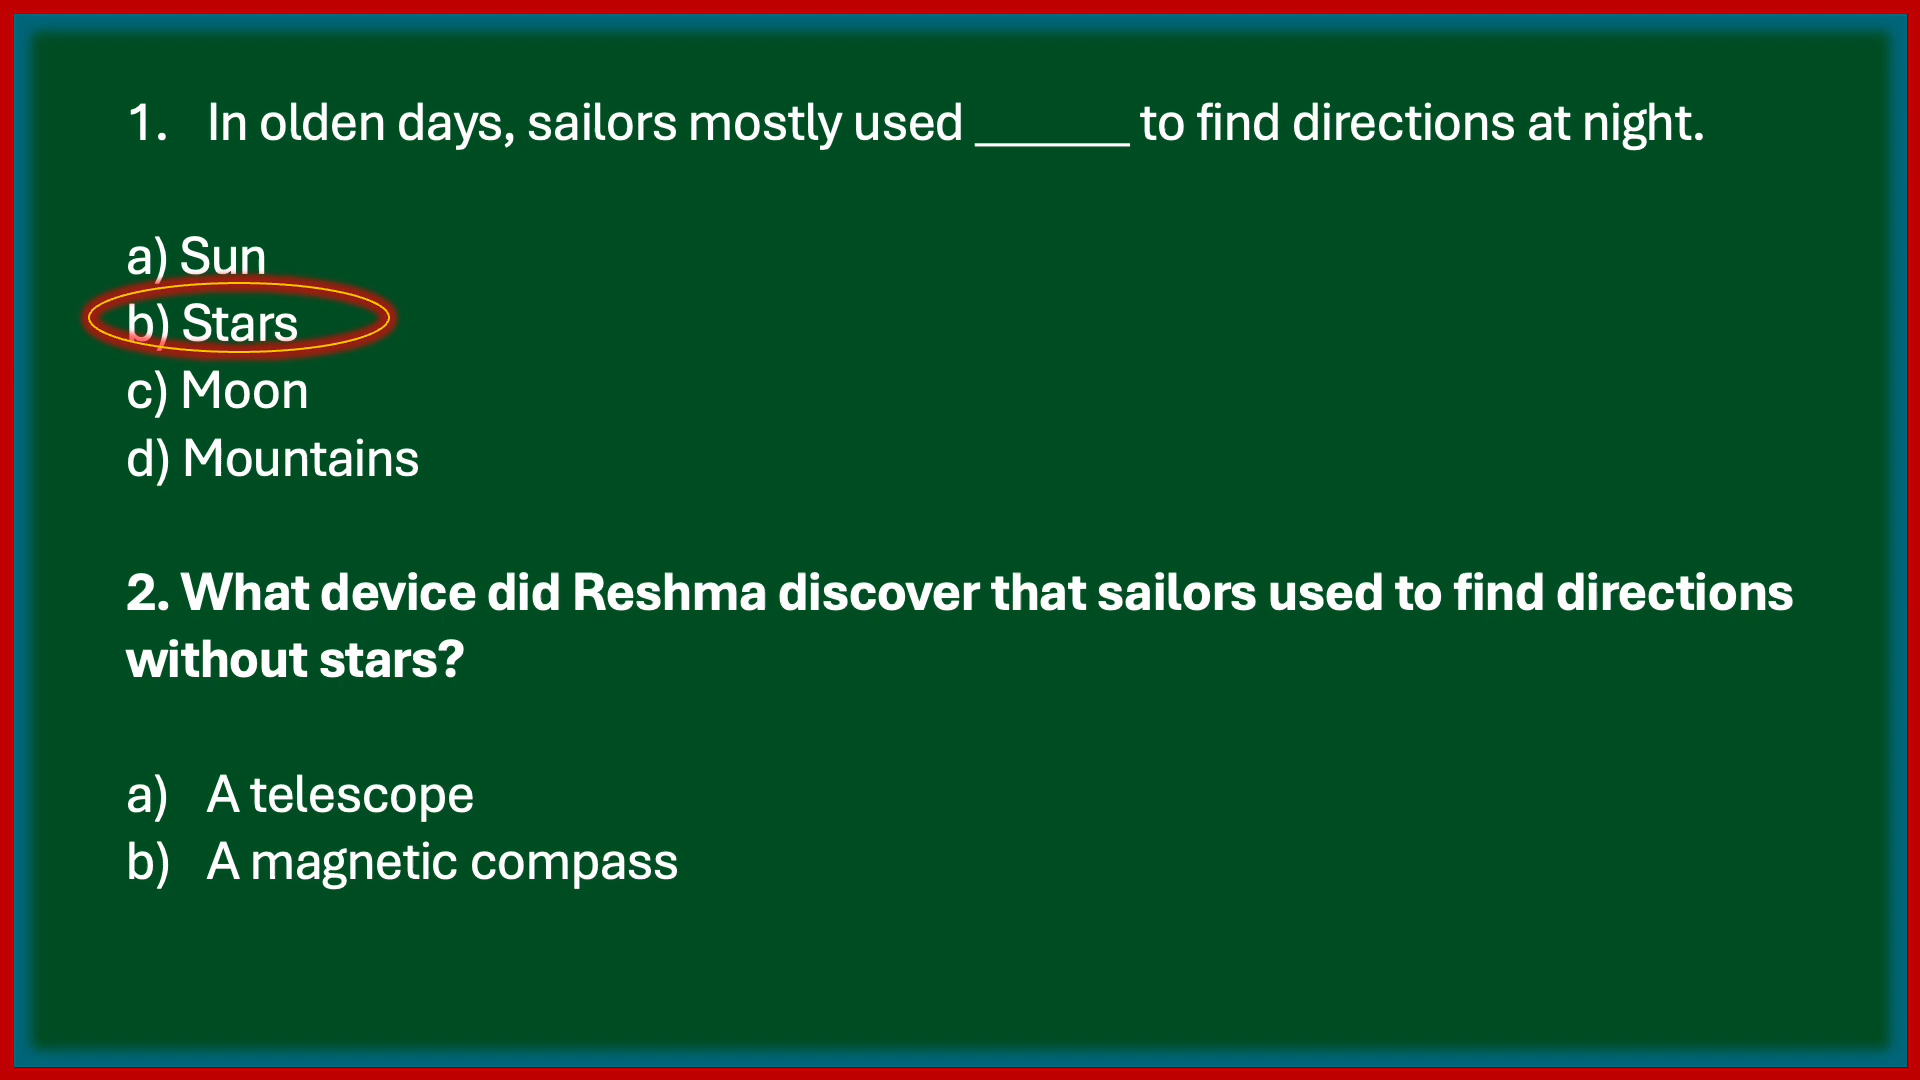 1. In olden days, sailors mostly used ______ to find directions at night.
a) Sun
b) Stars
c) Moon
d) Mountains
2. What device did Reshma discover that sailors used to find directions
without stars?
a) A telescope
b) A magnetic compass